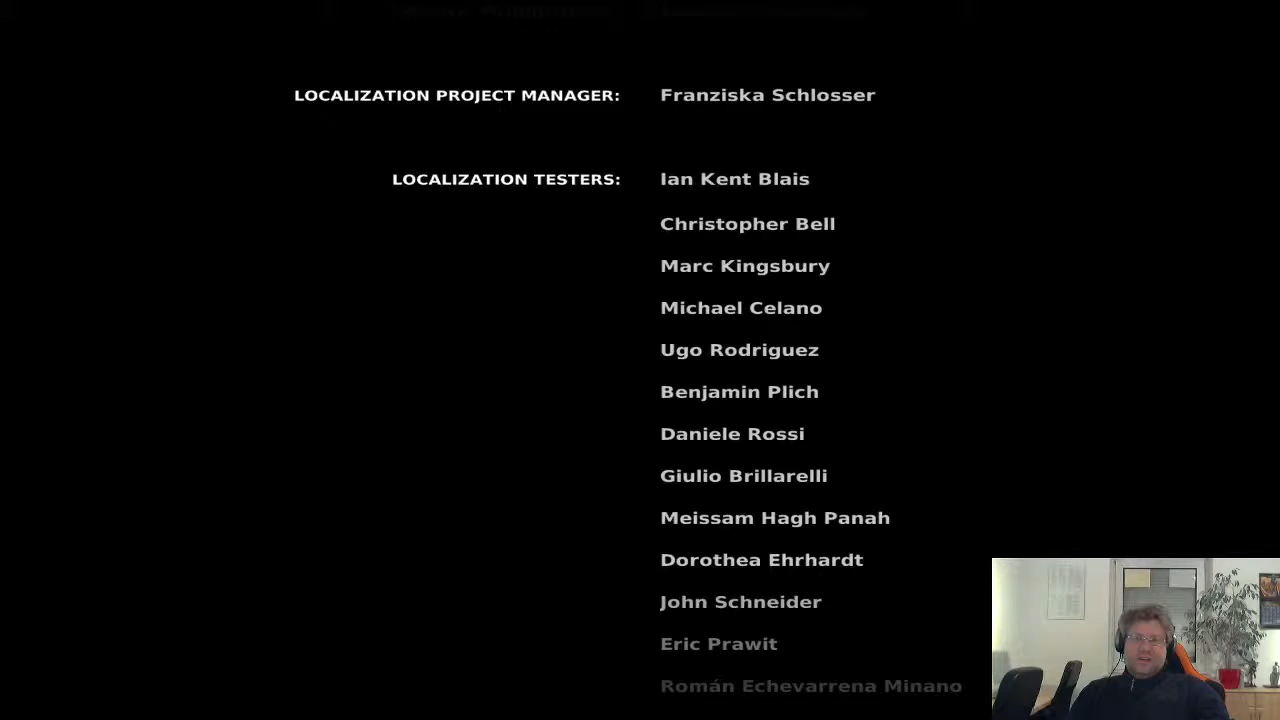 LOCALIZATION PROJECT MANAGER: Franziska Schlosser
LOCALIZATION TESTERS: Ian Kent Blais
Christopher Bell
Marc Kingsbury
Michael Celano
Ugo Rodriguez
Benjamin Plich
Daniele Rossi
Giulio Brillarelli
Meissam Hagh Panah
Dorothea Ehrhardt
John Schneider
Eric Prawit
Román Echevarrena Minano